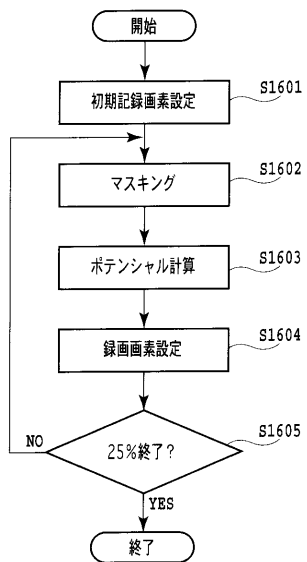 開始
初期記録画素設定
S1601
マスキング
S1602
ポテンシャル計算
S1603
録画画素設定
S1604
25%終了?
S1605
NO
YES
終了